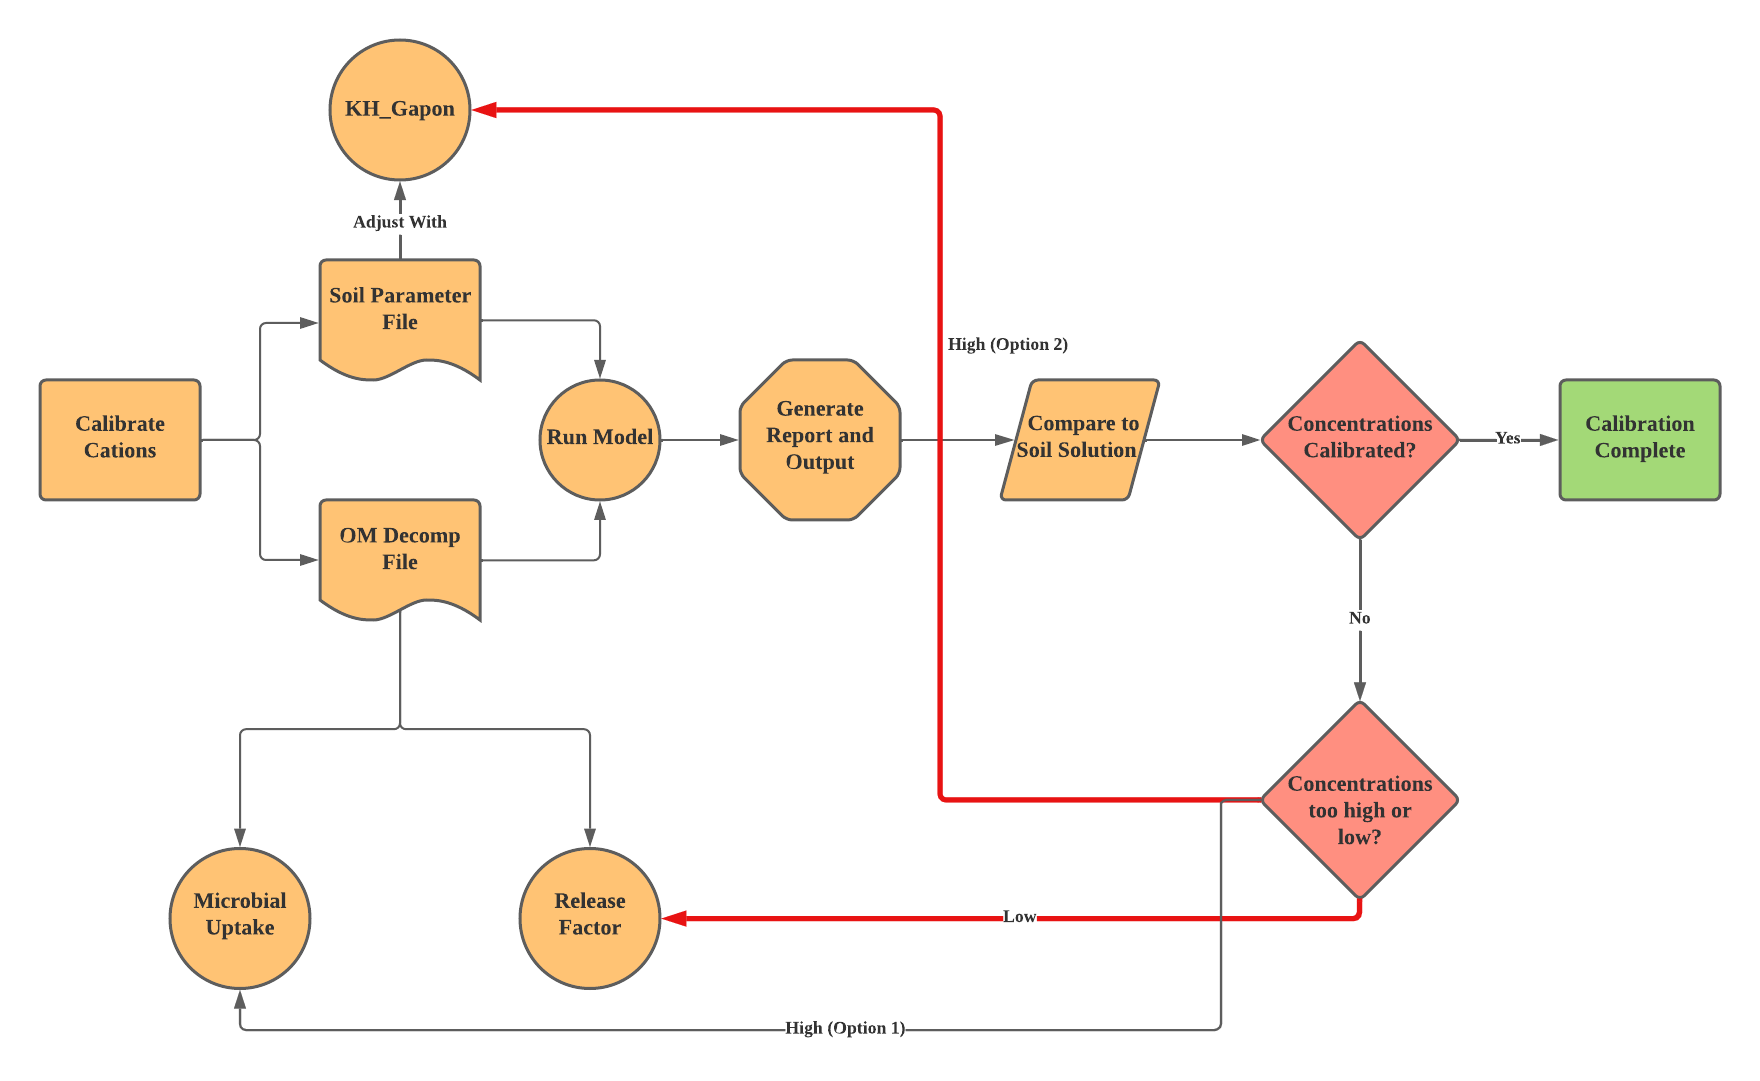 KH_Gapon
Adjust With
Soil Parameter
File
High (Option 2)
Calibrate
Cations
Run Model
Generate
Report and
Output
Compare to
Soil Solution
Concentrations
Calibrated?
Yes
Calibration
Complete
OM Decomp
File
No
Concentrations
too high or
low?
Microbial
Uptake
Release
Factor
Low
High (Option 1)